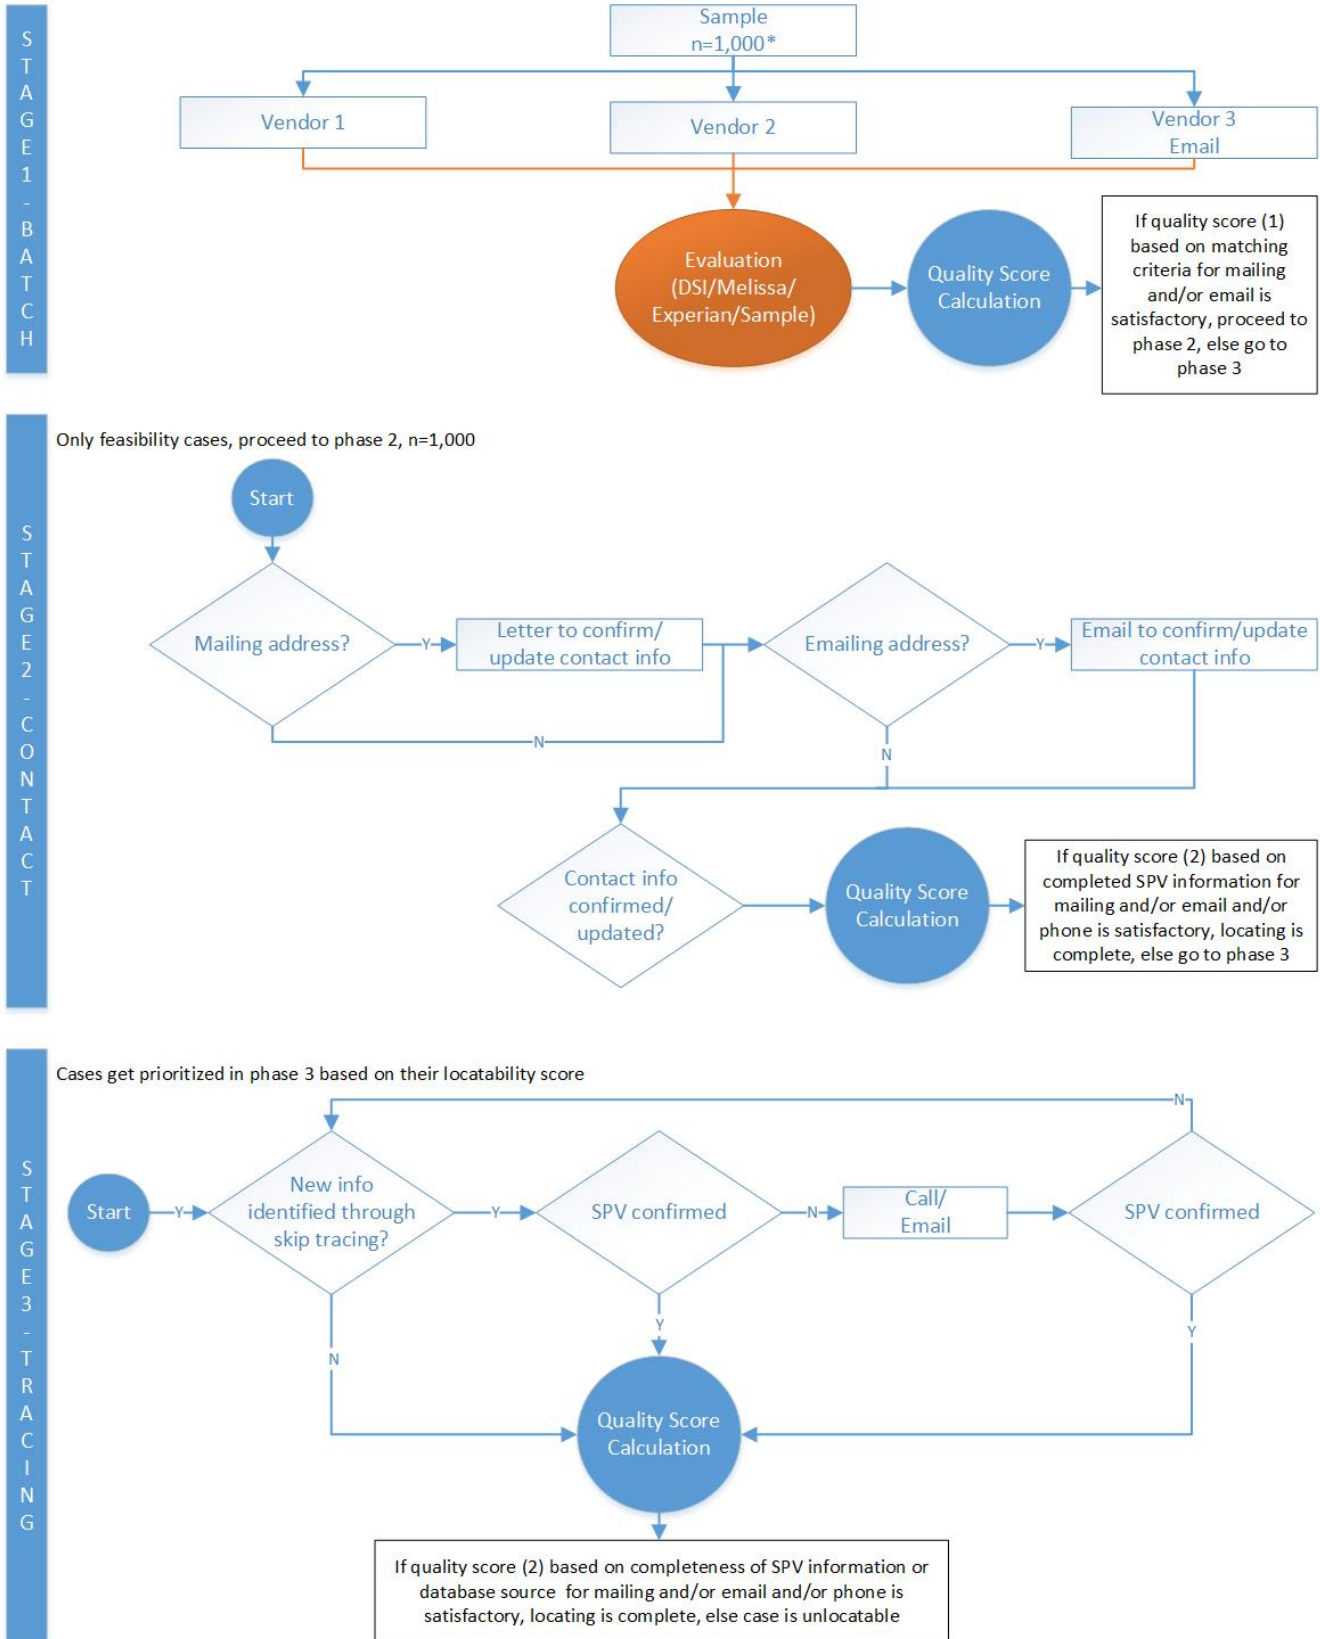 STAGE 1 - BATCH
Sample
n=1,000*
Vendor 1
Vendor 2
Vendor 3
Email
Evaluation
(DSI/Melissa/
Experian/Sample)
Quality Score
Calculation
If quality score (1)
based on matching
criteria for mailing
and/or email is
satisfactory, proceed to
phase 2, else go to
phase 3
STAGE 2 - CONTACT
Only feasibility cases, proceed to phase 2, n=1,000
Start
Mailing address?
Y
Letter to confirm/
update contact info
N
Emailing address?
Y
Email to confirm/update
contact info
N
Contact info
confirmed/
updated?
Quality Score
Calculation
If quality score (2) based on
completed SPV information for
mailing and/or email and/or
phone is satisfactory, locating is
complete, else go to phase 3
STAGE 3 - TRACING
Cases get prioritized in phase 3 based on their locatability score
N
Start
Y
New info
identified through
skip tracing?
Y
SPV confirmed
N
Call/
Email
SPV confirmed
Y
Y
N
Quality Score
Calculation
If quality score (2) based on completeness of SPV information or
database source for mailing and/or email and/or phone is
satisfactory, locating is complete, else case is unlocatable